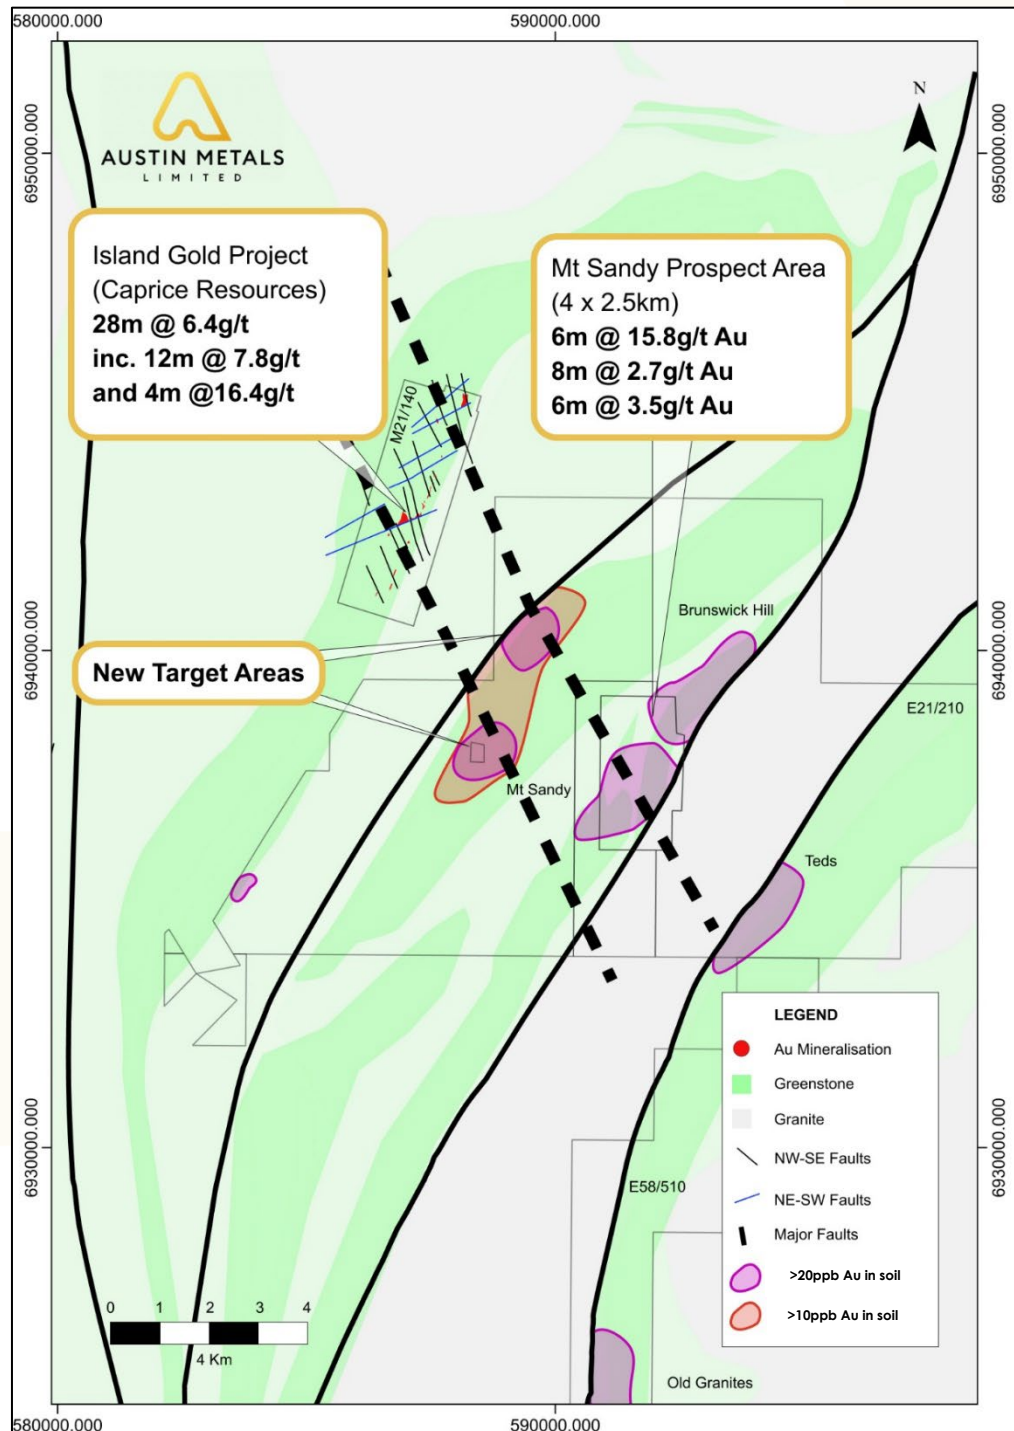 580000.000
590000.000
N
6950000.000
6950000.000
AUSTIN METALS
LIMITED
Island Gold Project
(Caprice Resources)
28m @ 6.4g/t
inc. 12m @ 7.8g/t
and 4m @16.4g/t
Mt Sandy Prospect Area
(4 x 2.5km)
6m @ 15.8g/t Au
8m @ 2.7g/t Au
6m @ 3.5g/t Au
M21/140
Brunswick Hill
6940000.000
6940000.000
New Target Areas
E21/210
Mt Sandy
Teds
LEGEND
Au Mineralisation
Greenstone
Granite
NW-SE Faults
NE-SW Faults
Major Faults
>20ppb Au in soil
>10ppb Au in soil
6930000.000
6930000.000
E58/510
0 1 2 3 4
4 Km
Old Granites
580000.000
590000.000